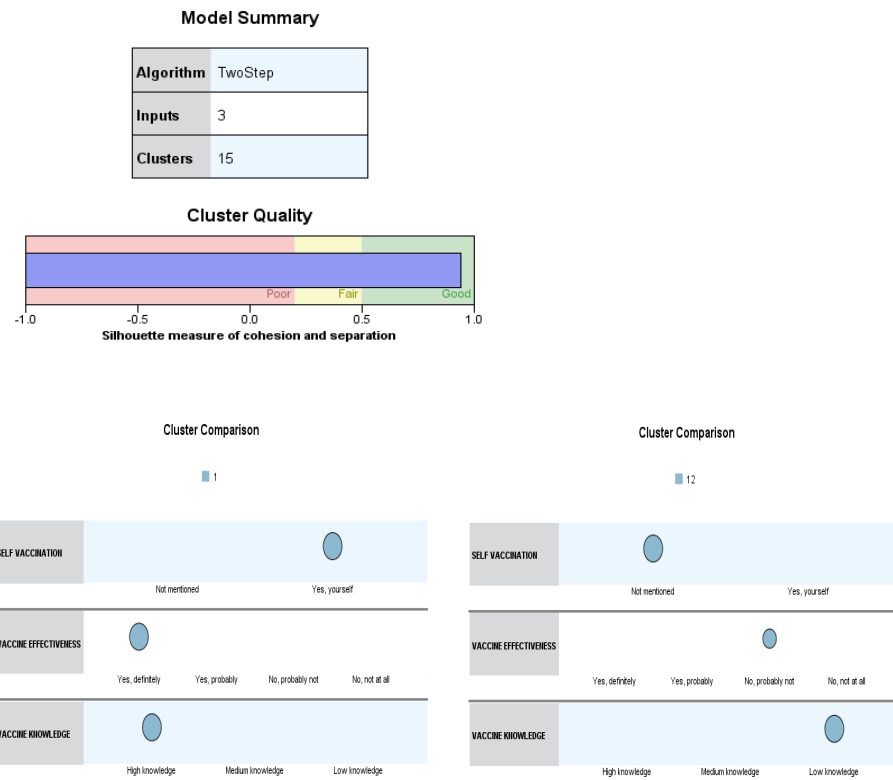 Model Summary
Algorithm TwoStep
Inputs 3
Clusters 15
Cluster Quality
Poor Fair Good
-1.0 -0.5 0.0 0.5 1.0
Silhouette measure of cohesion and separation
Cluster Comparison
1
SELF VACCINATION
Not mentioned Yes, yourself
VACCINE EFFECTIVENESS
Yes, definitely Yes, probably No, probably not No, not at all
VACCINE KNOWLEDGE
High knowledge Medium knowledge Low knowledge
Cluster Comparison
12
SELF VACCINATION
Not mentioned Yes, yourself
VACCINE EFFECTIVENESS
Yes, definitely Yes, probably No, probably not No, not at all
VACCINE KNOWLEDGE
High knowledge Medium knowledge Low knowledge